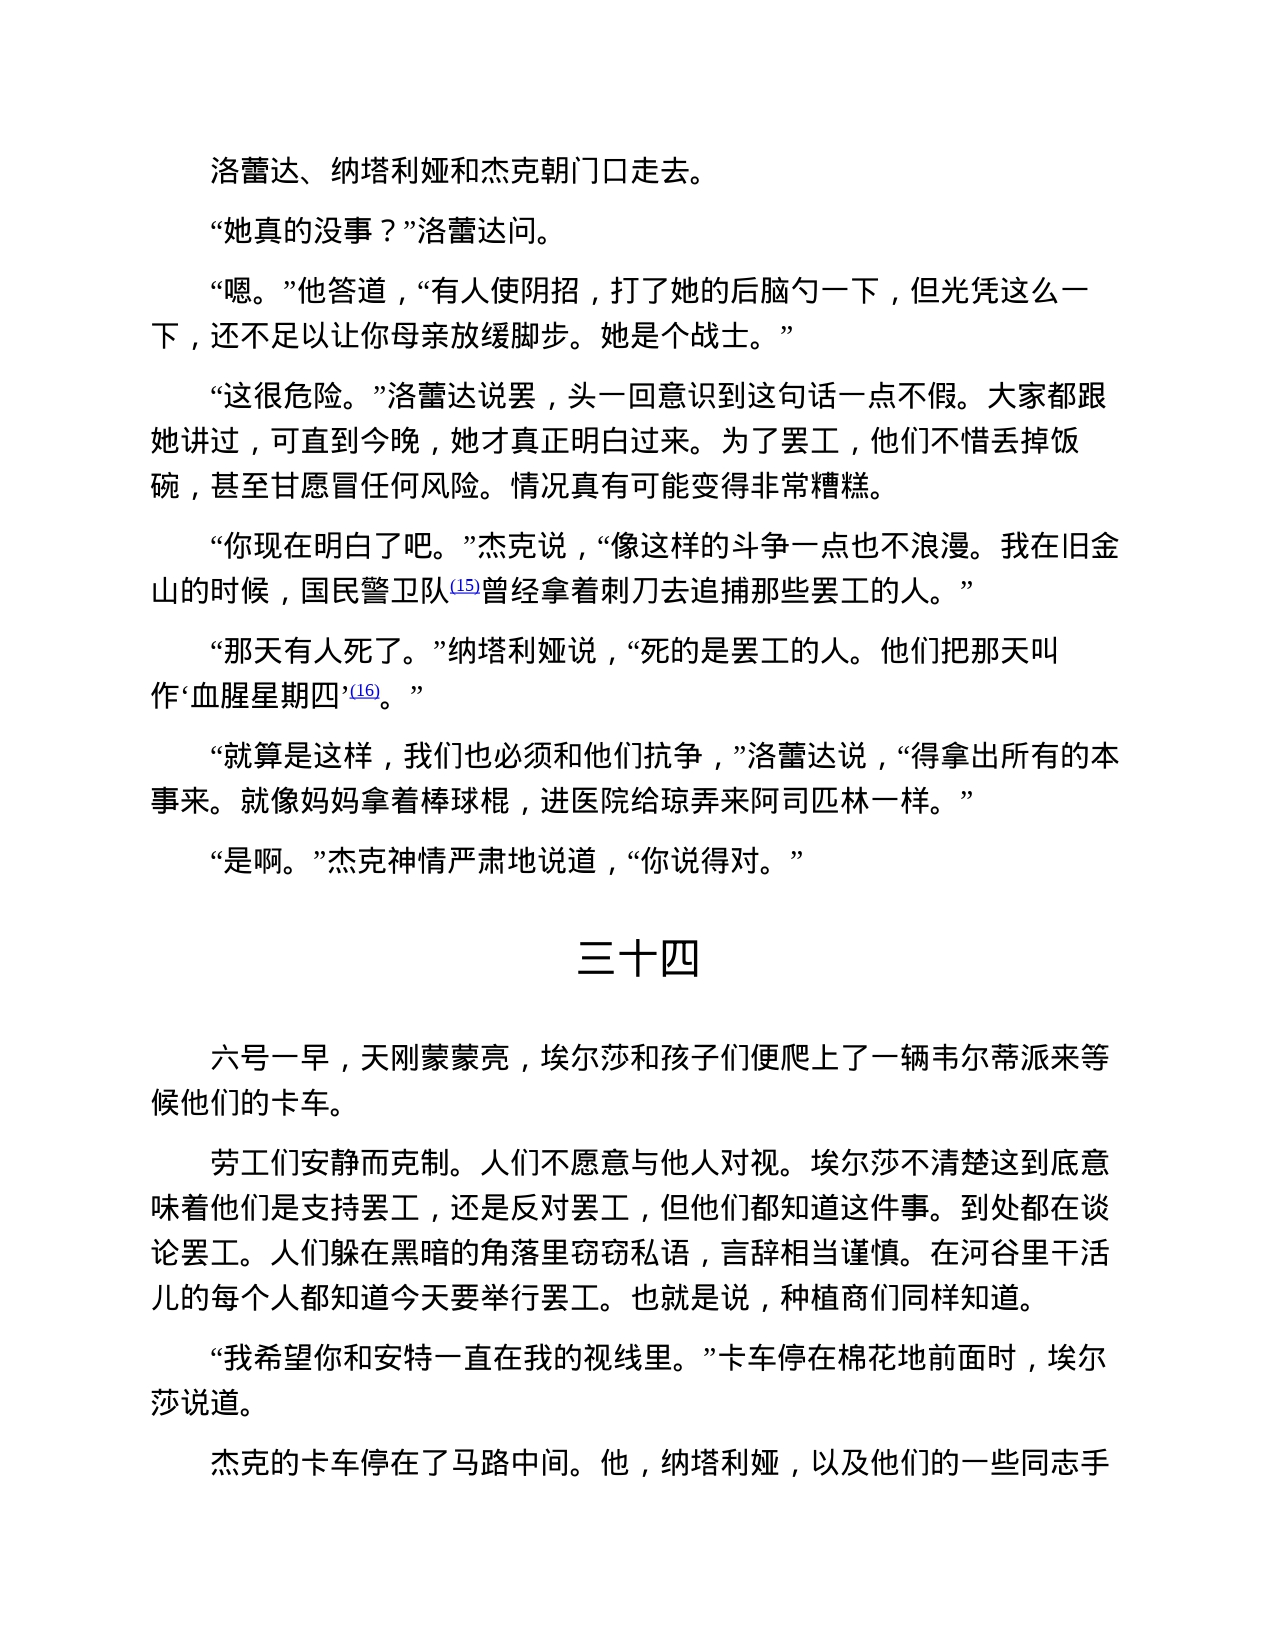 洛蕾达、纳塔利娅和杰克朝门口走去。
“她真的没事？”洛蕾达问。
“嗯。”他答道，“有人使阴招，打了她的后脑勺一下，但光凭这么一
下，还不足以让你母亲放缓脚步。她是个战士。”
“这很危险。”洛蕾达说罢，头一回意识到这句话一点不假。大家都跟
她讲过，可直到今晚，她才真正明白过来。为了罢工，他们不惜丢掉饭
碗，甚至甘愿冒任何风险。情况真有可能变得非常糟糕。
“你现在明白了吧。”杰克说，“像这样的斗争一点也不浪漫。我在旧金
山的时候，国民警卫队(15)曾经拿着刺刀去追捕那些罢工的人。”
“那天有人死了。”纳塔利娅说，“死的是罢工的人。他们把那天叫
作‘血腥星期四’(16)。”
“就算是这样，我们也必须和他们抗争，”洛蕾达说，“得拿出所有的本
事来。就像妈妈拿着棒球棍，进医院给琼弄来阿司匹林一样。”
“是啊。”杰克神情严肃地说道，“你说得对。”
三十四
六号一早，天刚蒙蒙亮，埃尔莎和孩子们便爬上了一辆韦尔蒂派来等
候他们的卡车。
劳工们安静而克制。人们不愿意与他人对视。埃尔莎不清楚这到底意
味着他们是支持罢工，还是反对罢工，但他们都知道这件事。到处都在谈
论罢工。人们躲在黑暗的角落里窃窃私语，言辞相当谨慎。在河谷里干活
儿的每个人都知道今天要举行罢工。也就是说，种植商们同样知道。
“我希望你和安特一直在我的视线里。”卡车停在棉花地前面时，埃尔
莎说道。
杰克的卡车停在了马路中间。他，纳塔利娅，以及他们的一些同志手